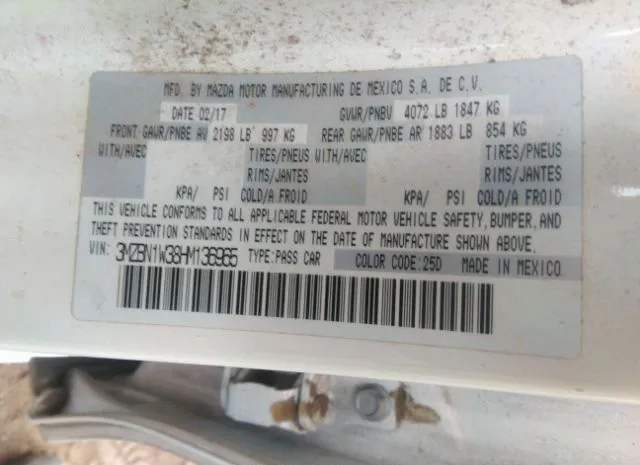 MFD. BY MAZDA MOTOR MANUFACTURING DE MEXICO S.A. DE C.V.
DATE 02/17 GVWR/PNBV 4072 LB 1847 KG
FRONT GAWR/PNBE AV 2198 LB 997 KG REAR GAWR/PNBE AR 1883 LB 854 KG
WITH/AVEC TIRES/PNEUS WITH/AVEC TIRES/PNEUS
RIMS/JANTES RIMS/JANTES
KPA/ PSI COLD/A FROID KPA/ PSI COLD/A FROID
THIS VEHICLE CONFORMS TO ALL APPLICABLE FEDERAL MOTOR VEHICLE SAFETY, BUMPER, AND
THEFT PREVENTION STANDARDS IN EFFECT ON THE DATE OF MANUFACTURE SHOWN ABOVE.
VIN: 3MZBN1W38HM136965 TYPE:PASS CAR COLOR CODE:25D MADE IN MEXICO